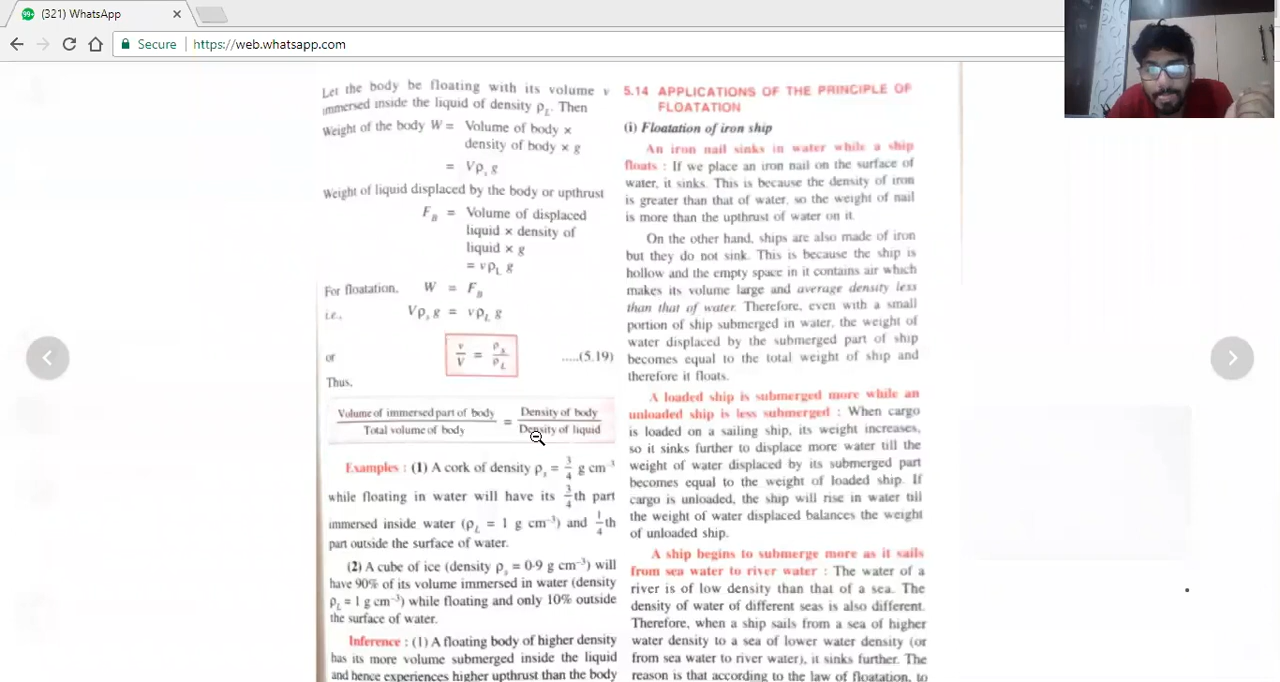 99+ (321) WhatsApp
Secure https://web.whatsapp.com
Let the body be floating with its volume v
immersed inside the liquid of density ρL. Then
Weight of the body W = Volume of body ×
density of body × g
= Vρs g
Weight of liquid displaced by the body or upthrust
FB = Volume of displaced
liquid × density of
liquid × g
= vρL g
For floatation, W = FB
i.e., Vρs g = vρL g
or v/V = ρs/ρL .....(5.19)
Thus,
Volume of immersed part of body / Total volume of body = Density of body / Density of liquid
Examples : (1) A cork of density ρs = 3/4 g cm-3
while floating in water will have its 3/4 th part
immersed inside water (ρL = 1 g cm-3) and 1/4 th
part outside the surface of water.
(2) A cube of ice (density ρs = 0·9 g cm-3) will
have 90% of its volume immersed in water (density
ρL = 1 g cm-3) while floating and only 10% outside
the surface of water.
Inference : (1) A floating body of higher density
has its more volume submerged inside the liquid
and hence experiences higher upthrust than the body
5.14 APPLICATIONS OF THE PRINCIPLE OF
FLOATATION
(i) Floatation of iron ship
An iron nail sinks in water while a ship
floats : If we place an iron nail on the surface of
water, it sinks. This is because the density of iron
is greater than that of water, so the weight of nail
is more than the upthrust of water on it.
On the other hand, ships are also made of iron
but they do not sink. This is because the ship is
hollow and the empty space in it contains air which
makes its volume large and average density less
than that of water. Therefore, even with a small
portion of ship submerged in water, the weight of
water displaced by the submerged part of ship
becomes equal to the total weight of ship and
therefore it floats.
A loaded ship is submerged more while an
unloaded ship is less submerged : When cargo
is loaded on a sailing ship, its weight increases,
so it sinks further to displace more water till the
weight of water displaced by its submerged part
becomes equal to the weight of loaded ship. If
cargo is unloaded, the ship will rise in water till
the weight of water displaced balances the weight
of unloaded ship.
A ship begins to submerge more as it sails
from sea water to river water : The water of a
river is of low density than that of a sea. The
density of water of different seas is also different.
Therefore, when a ship sails from a sea of higher
water density to a sea of lower water density (or
from sea water to river water), it sinks further. The
reason is that according to the law of floatation, to